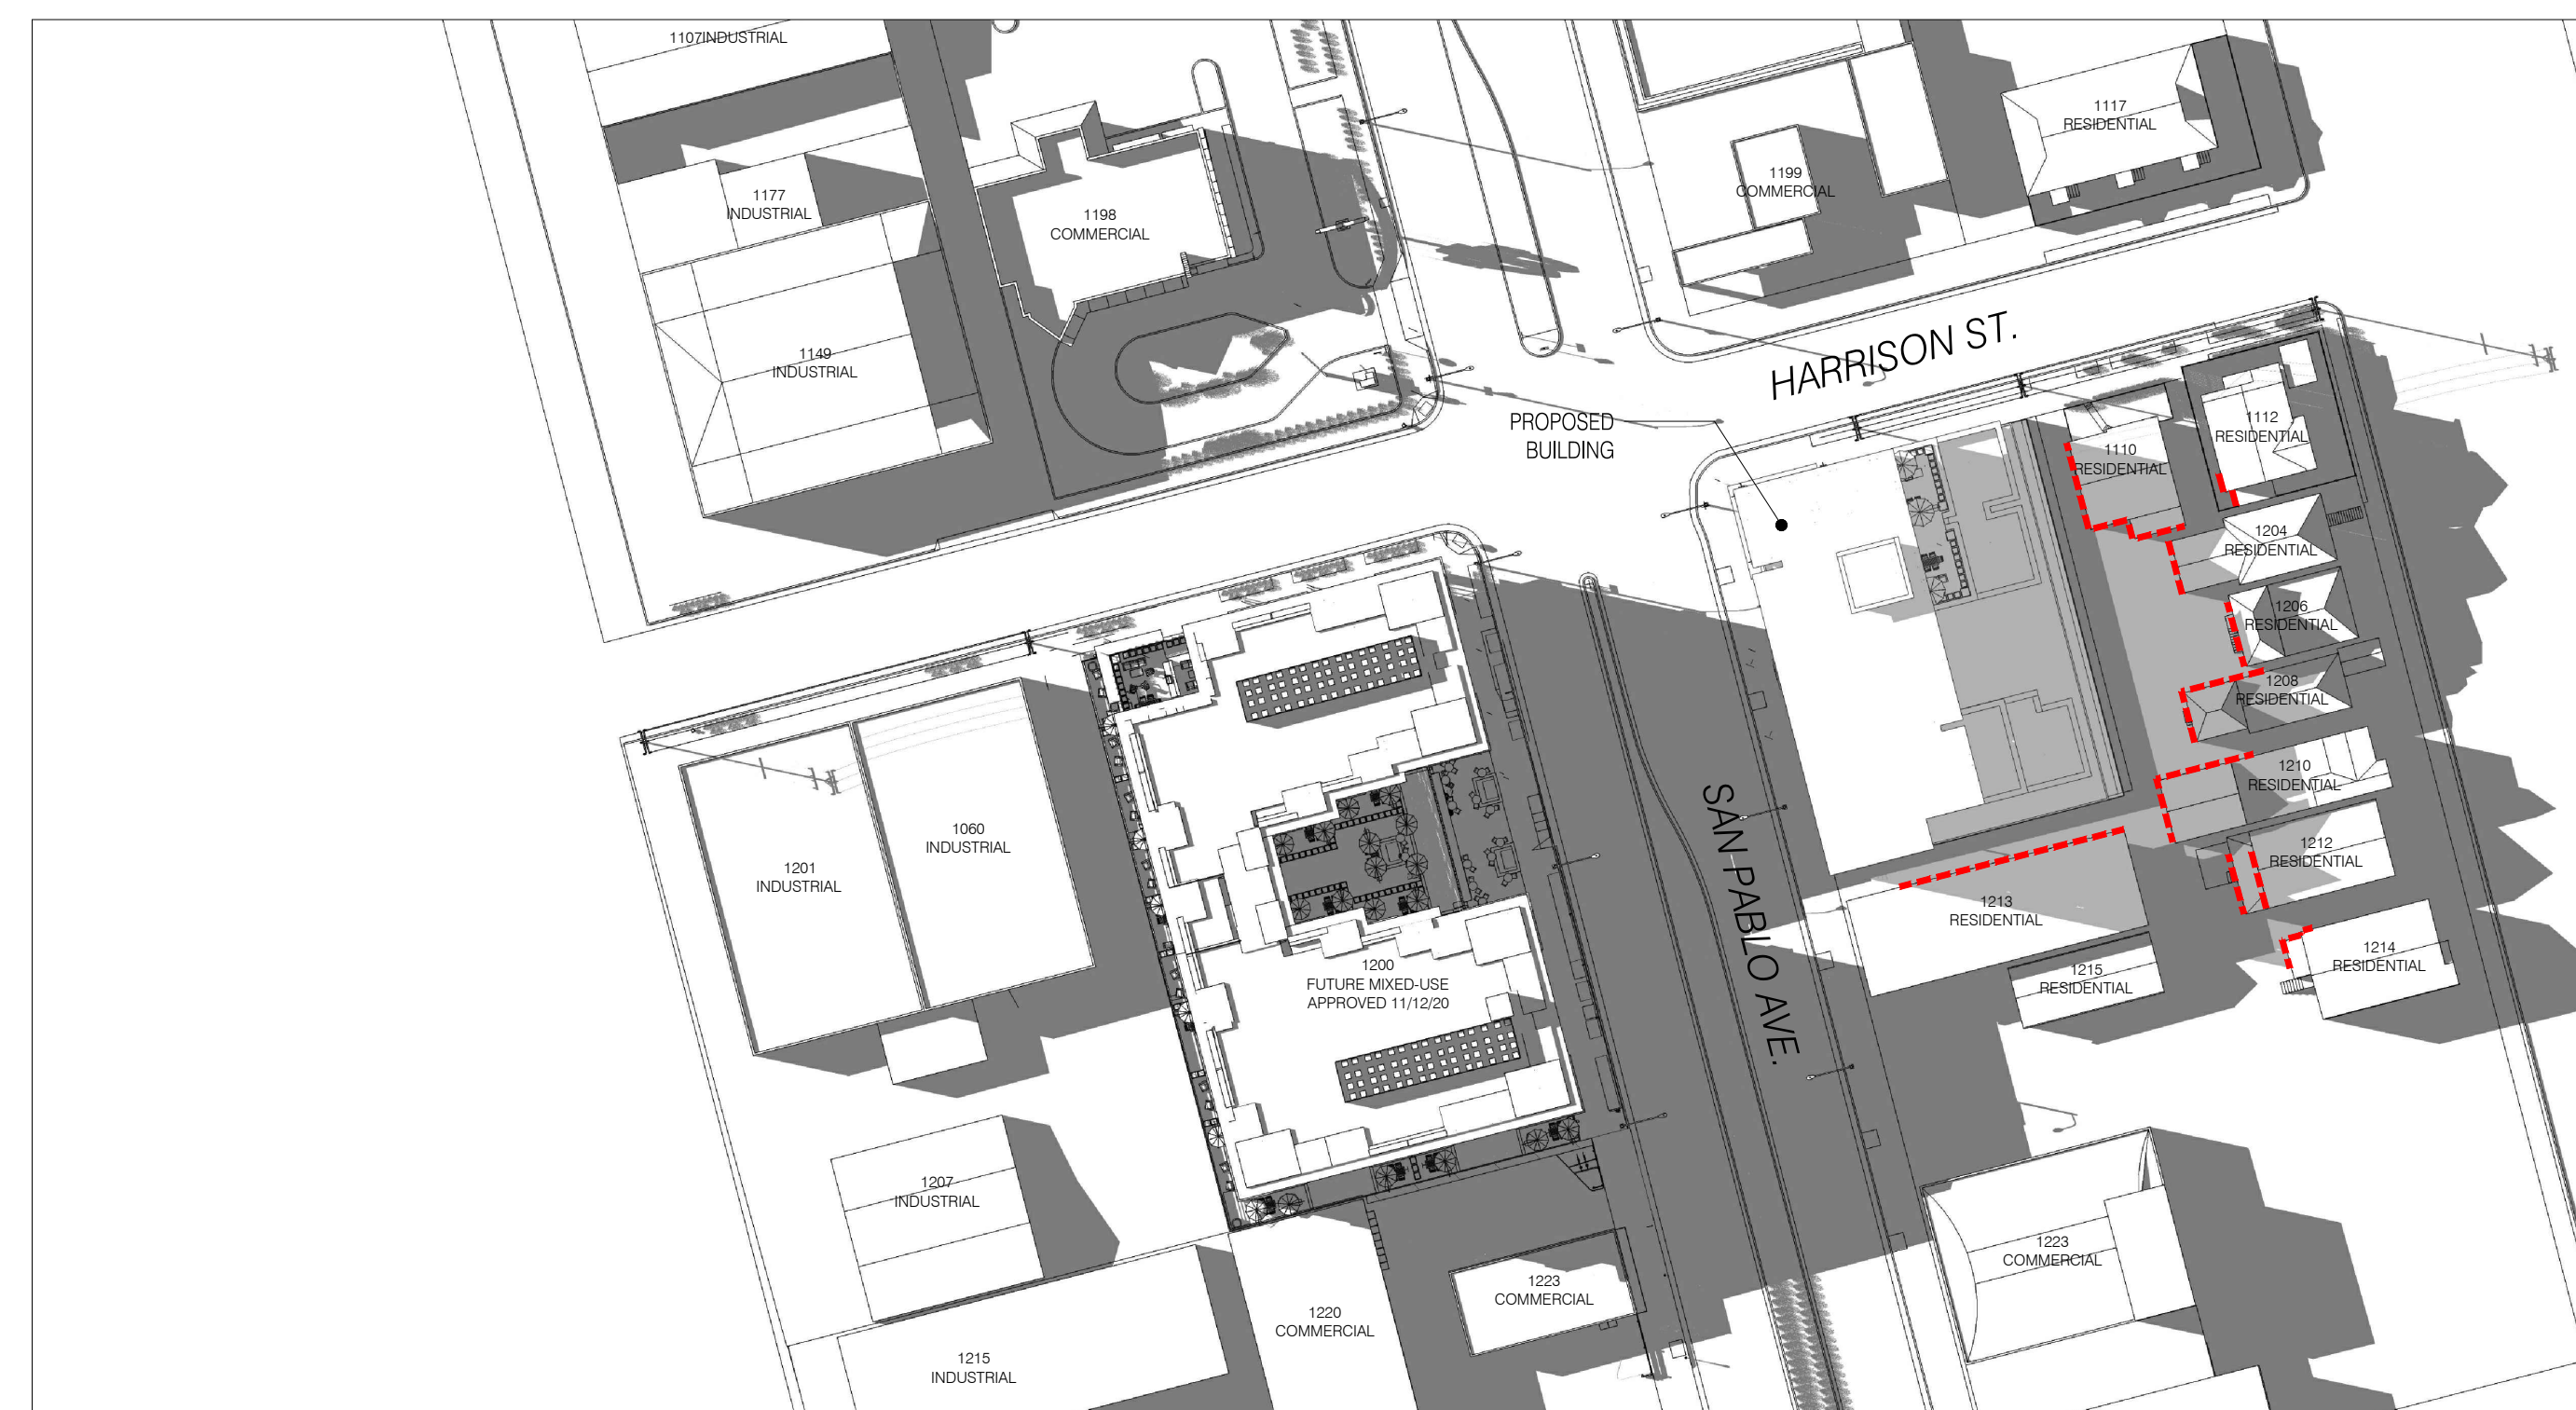 1107INDUSTRIAL
1117
RESIDENTIAL
1177
INDUSTRIAL
1199
COMMERCIAL
1198
COMMERCIAL
1149
INDUSTRIAL
HARRISON ST.
PROPOSED
BUILDING
1112
RESIDENTIAL
1110
RESIDENTIAL
1204
RESIDENTIAL
1206
RESIDENTIAL
1208
RESIDENTIAL
1210
RESIDENTIAL
SAN PABLO AVE.
1060
INDUSTRIAL
1201
INDUSTRIAL
1212
RESIDENTIAL
1213
RESIDENTIAL
1214
RESIDENTIAL
1200
FUTURE MIXED-USE
APPROVED 11/12/20
1215
RESIDENTIAL
1207
INDUSTRIAL
1223
COMMERCIAL
1223
COMMERCIAL
1220
COMMERCIAL
1215
INDUSTRIAL